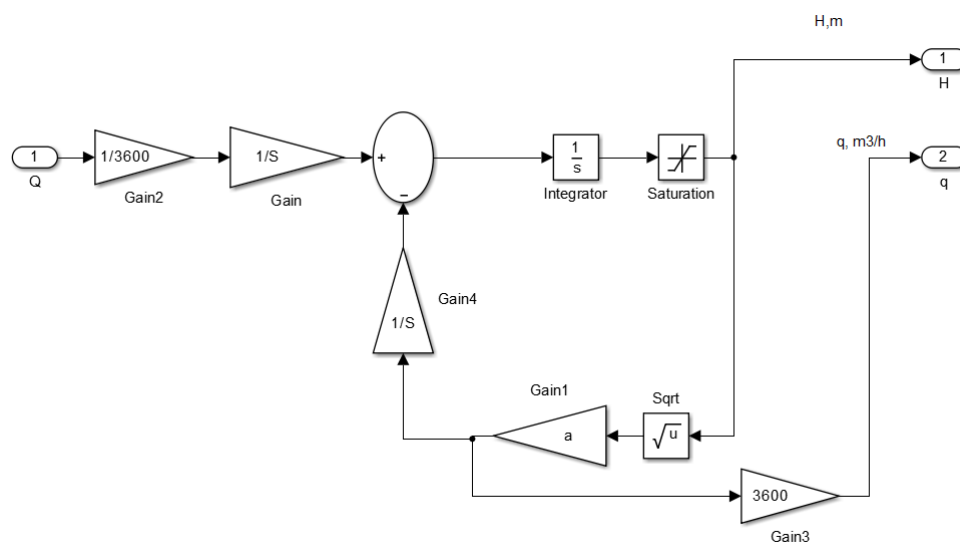 H,m
1
H
q, m3/h
1
Q
1/3600
Gain2
1/S
Gain
+
−
1
s
Integrator
Saturation
2
q
Gain4
1/S
Gain1
a
Sqrt
√u
3600
Gain3